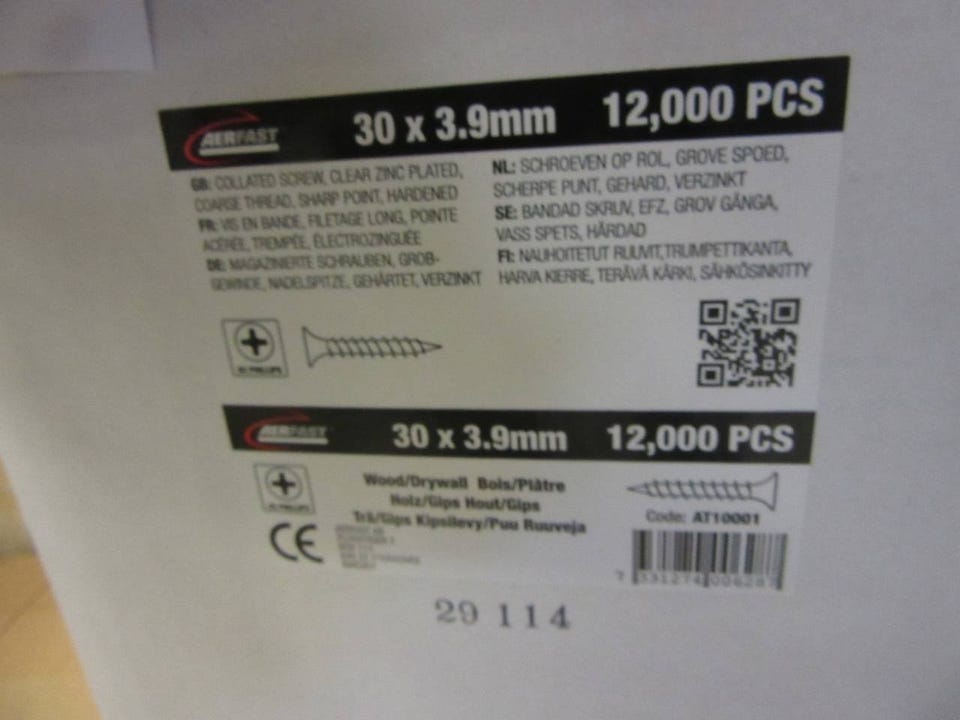 AERFAST 30 x 3.9mm 12,000 PCS
GB: COLLATED SCREW, CLEAR ZINC PLATED,
COARSE THREAD, SHARP POINT, HARDENED
FR: VIS EN BANDE, FILETAGE LONG, POINTE
ACÉRÉE, TREMPÉE, ÉLECTROZINGUÉE
DE: MAGAZINIERTE SCHRAUBEN, GROB-
GEWINDE, NADELSPITZE, GEHÄRTET, VERZINKT
NL: SCHROEVEN OP ROL, GROVE SPOED,
SCHERPE PUNT, GEHARD, VERZINKT
SE: BANDAD SKRUV, EFZ, GROV GÄNGA,
VASS SPETS, HÄRDAD
FI: NAUHOITETUT RUUVIT,TRUMPETTIKANTA,
HARVA KIERRE, TERÄVÄ KÄRKI, SÄHKÖSINKITTY
PHILLIPS
AERFAST 30 x 3.9mm 12,000 PCS
Wood/Drywall Bois/Plâtre
Holz/Gips Hout/Gips
Trä/Gips Kipsilevy/Puu Ruuveja
Code: AT10001
CE
7 331274 006287
29 114